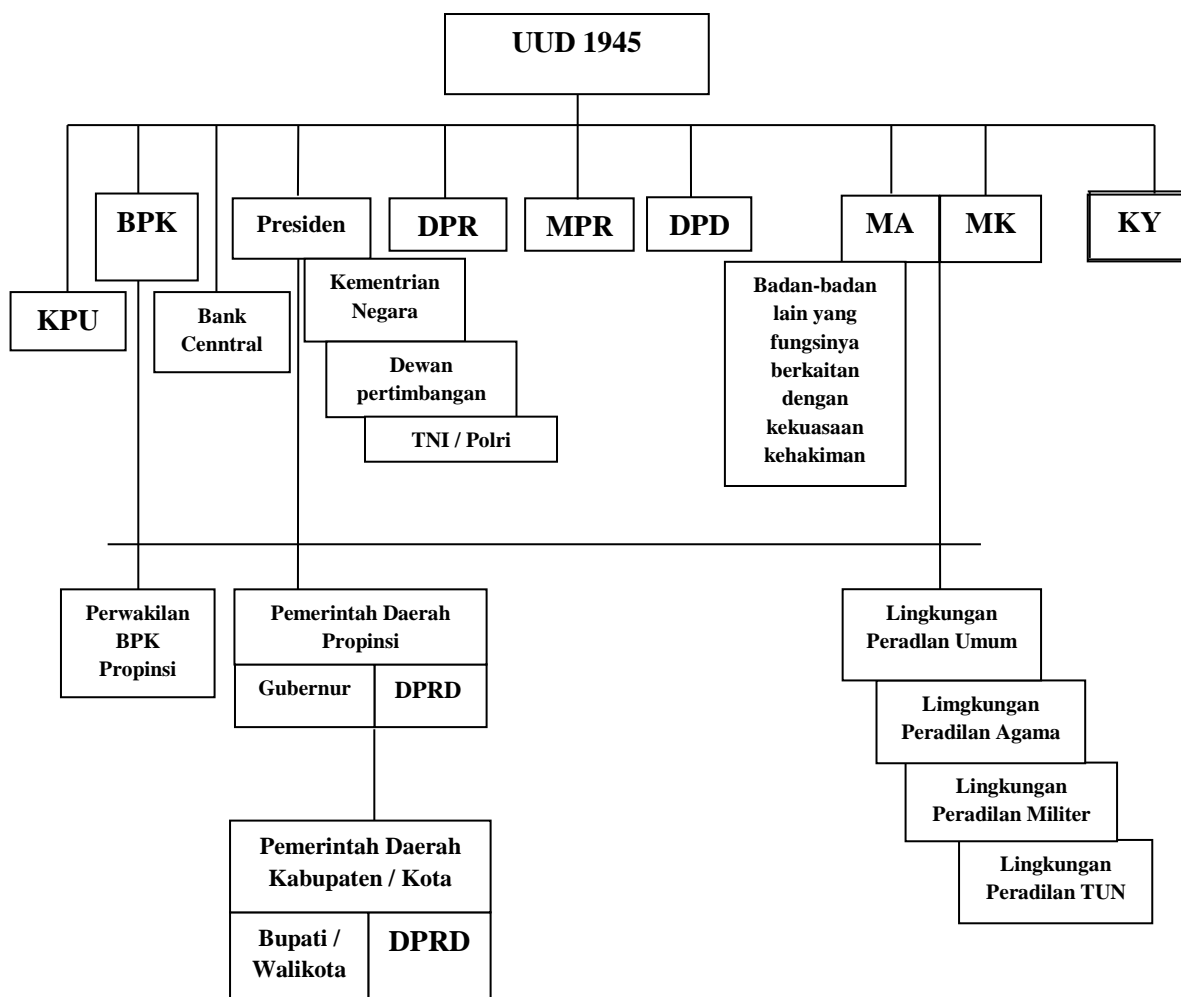 UUD 1945
BPK
Presiden
DPR
MPR
DPD
MA
MK
KY
KPU
Bank
Cenntral
Kementrian
Negara
Dewan
pertimbangan
TNI / Polri
Badan-badan
lain yang
fungsinya
berkaitan
dengan
kekuasaan
kehakiman
Perwakilan
BPK
Propinsi
Pemerintah Daerah
Propinsi
Gubernur
DPRD
Lingkungan
Peradlan Umum
Limgkungan
Peradilan Agama
Lingkungan
Peradilan Militer
Lingkungan
Peradilan TUN
Pemerintah Daerah
Kabupaten / Kota
Bupati /
Walikota
DPRD